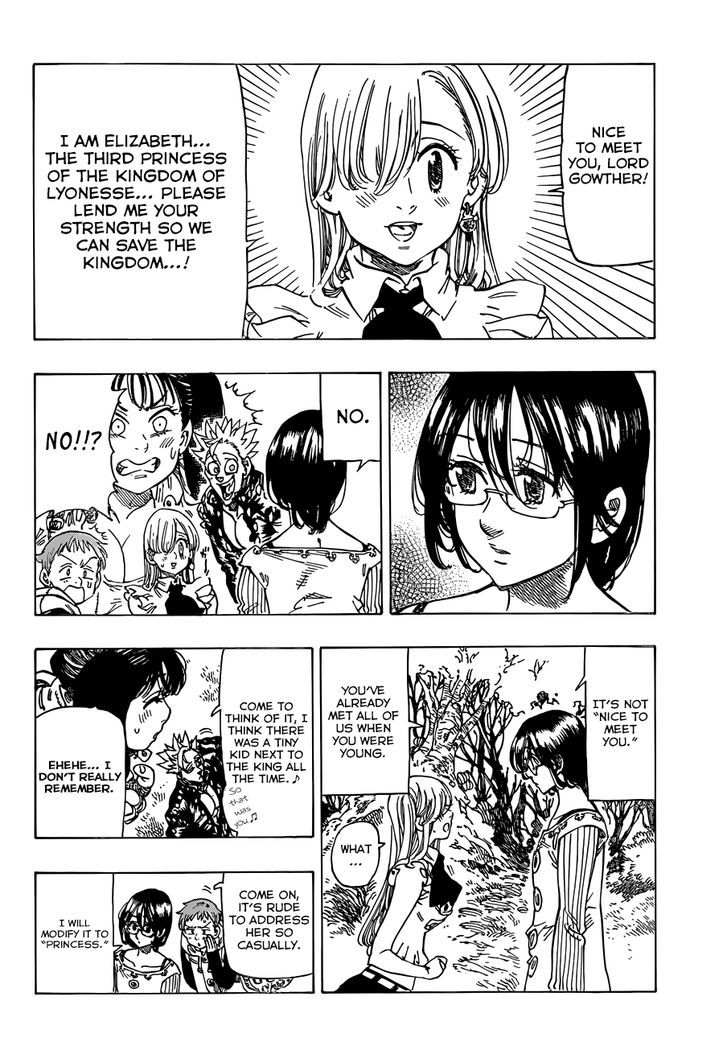 NICE
TO MEET
YOU, LORD
GOWTHER!
I AM ELIZABETH...
THE THIRD PRINCESS
OF THE KINGDOM OF
LYONESSE... PLEASE
LEND ME YOUR
STRENGTH SO WE
CAN SAVE THE
KINGDOM...!
NO.
NO!!?
IT'S NOT
"NICE TO
MEET
YOU."
YOU'VE
ALREADY
MET ALL OF
US WHEN YOU
WERE
YOUNG.
WHAT
...
COME TO
THINK OF IT, I
THINK THERE
WAS A TINY
KID NEXT TO
THE KING ALL
THE TIME.♪
So
that
was
you♫
EHEHE... I
DON'T REALLY
REMEMBER.
COME ON,
IT'S RUDE
TO ADDRESS
HER SO
CASUALLY.
I WILL
MODIFY IT TO
"PRINCESS."